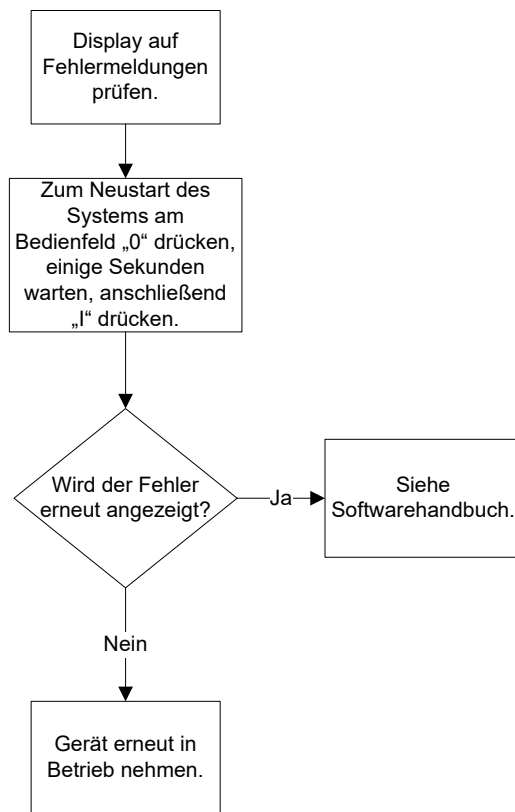 Display auf
Fehlermeldungen
prüfen.
Zum Neustart des
Systems am
Bedienfeld „0“ drücken,
einige Sekunden
warten, anschließend
„I“ drücken.
Wird der Fehler
erneut angezeigt?
Ja
Siehe
Softwarehandbuch.
Nein
Gerät erneut in
Betrieb nehmen.